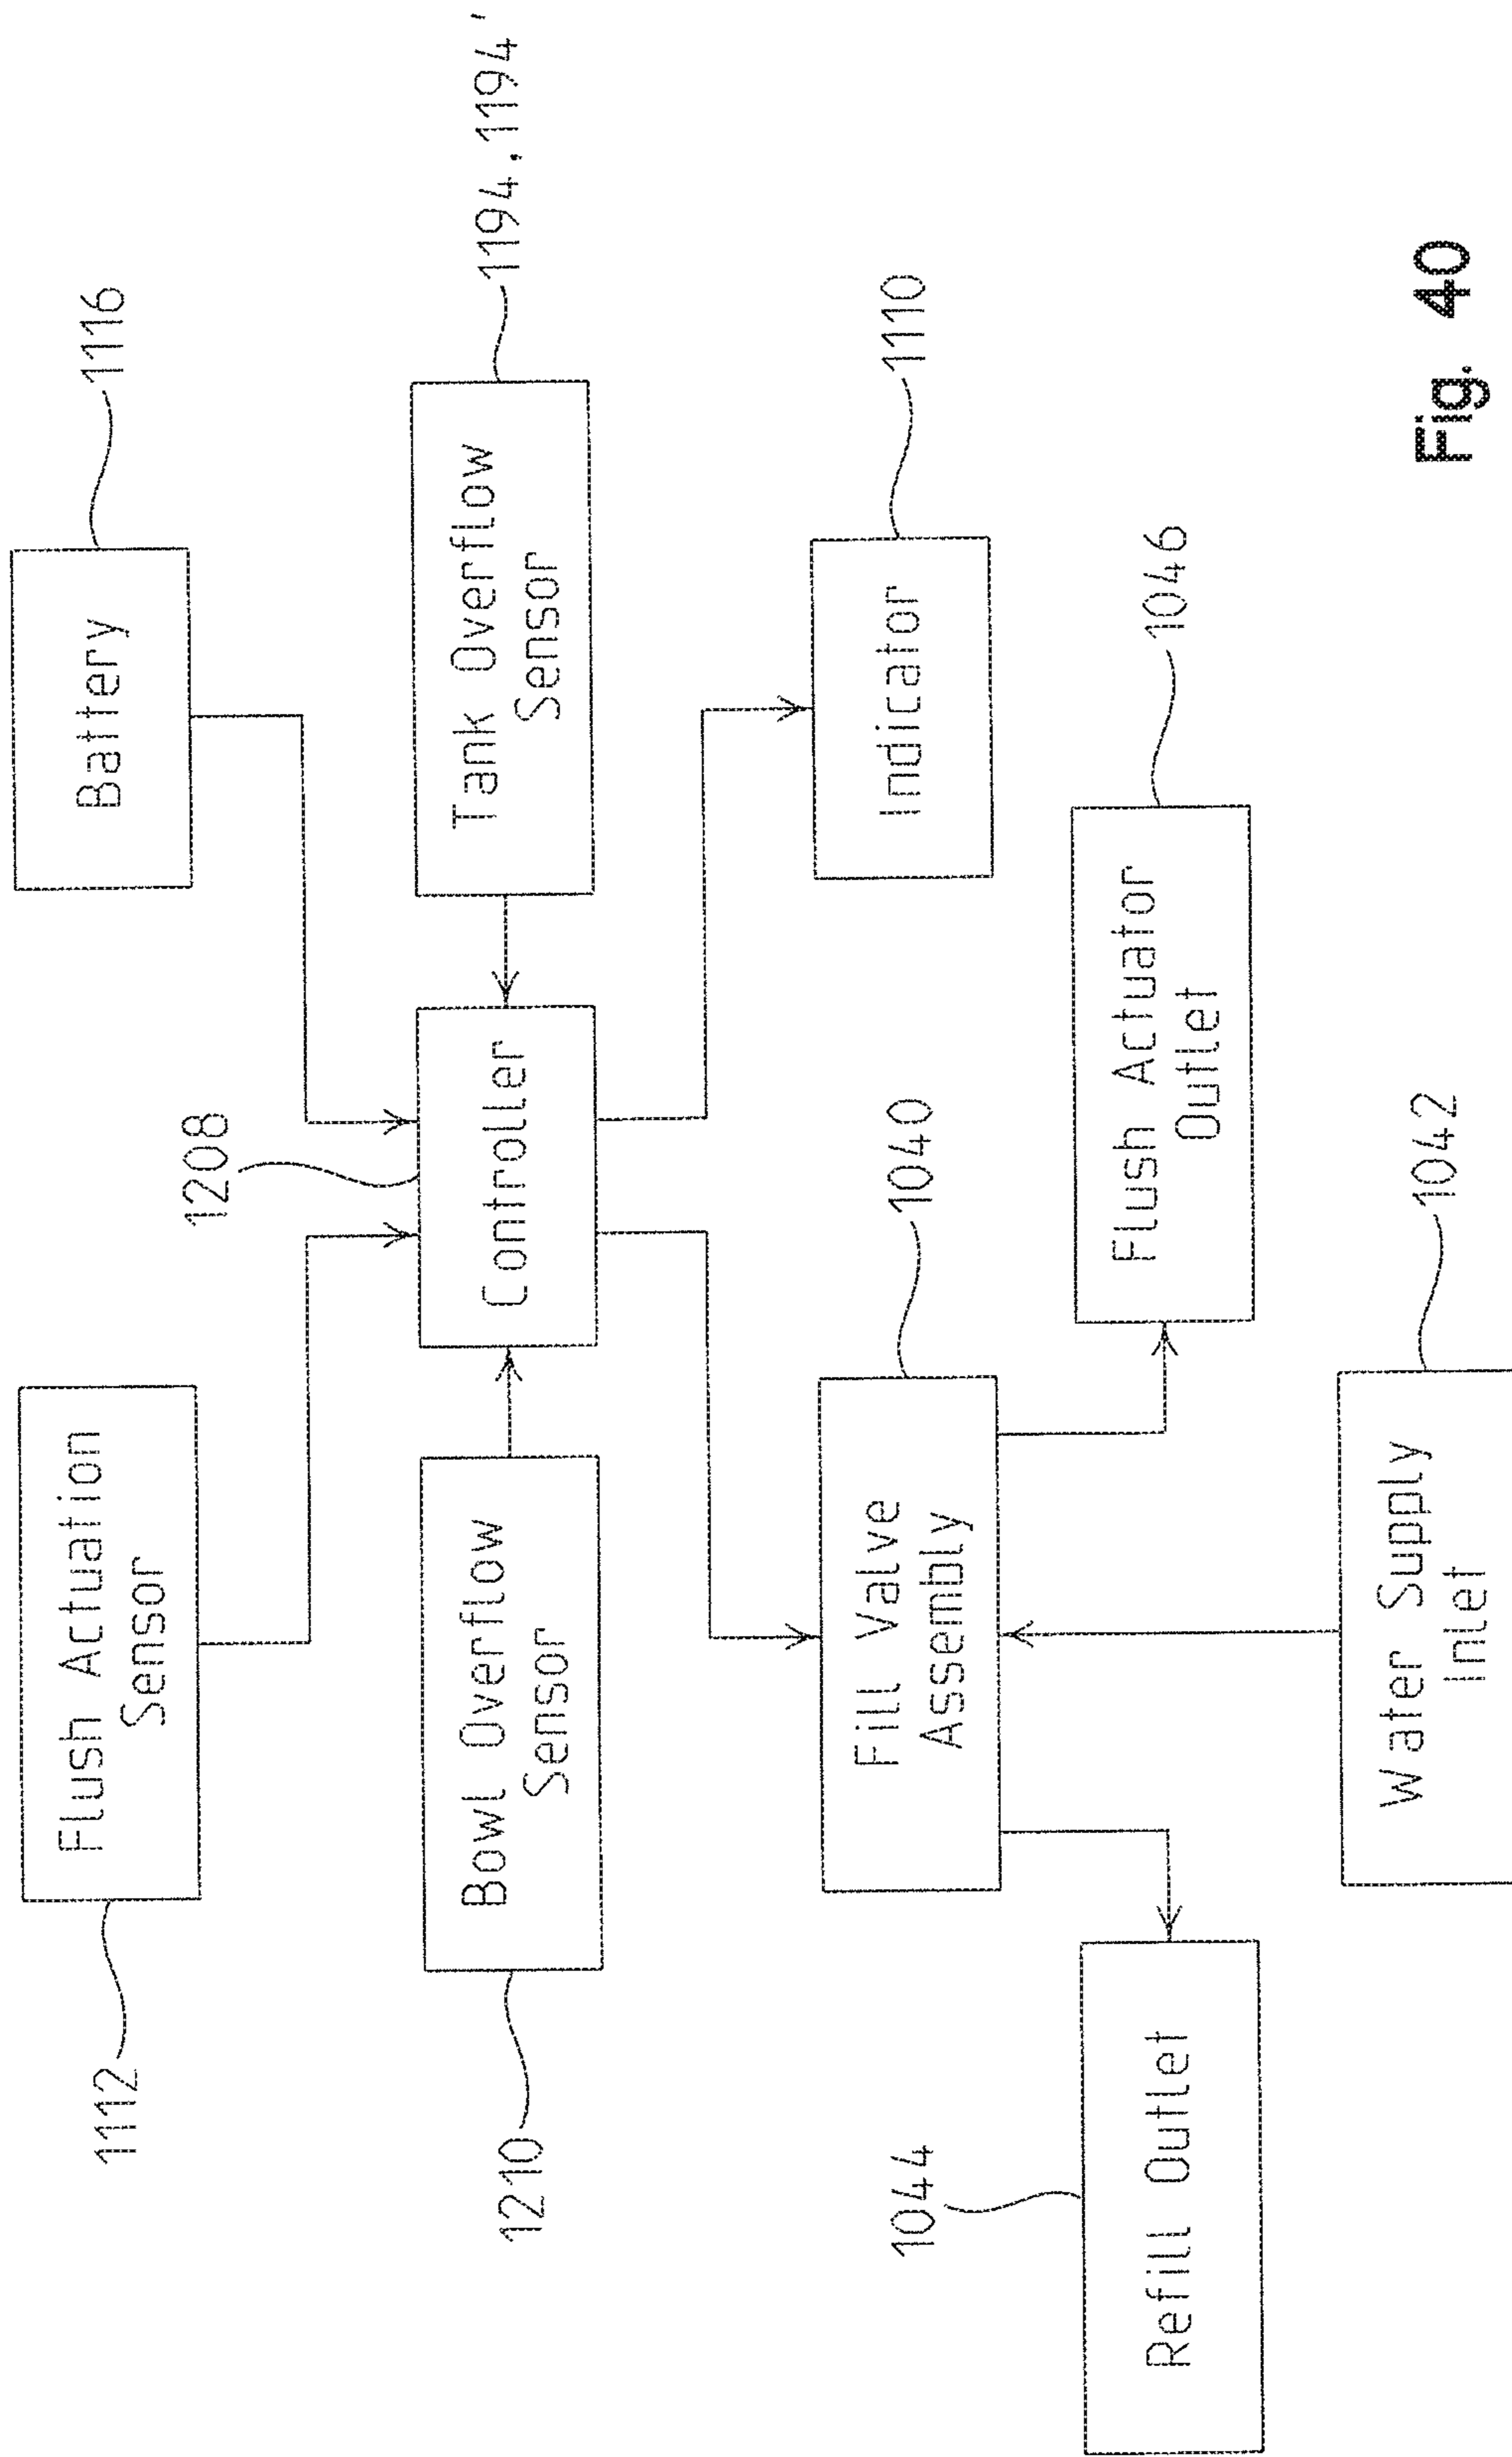 1112
Flush Actuation
Sensor
Battery
1116
1208
1210
Bowl Overflow
Sensor
Controller
Tank Overflow
Sensor
1194,1194'
1044
Fill Valve
Assembly
1040
Indicator
1110
Refill Outlet
Flush Actuator
Outlet
1046
Water Supply
Inlet
1042
Fig. 40